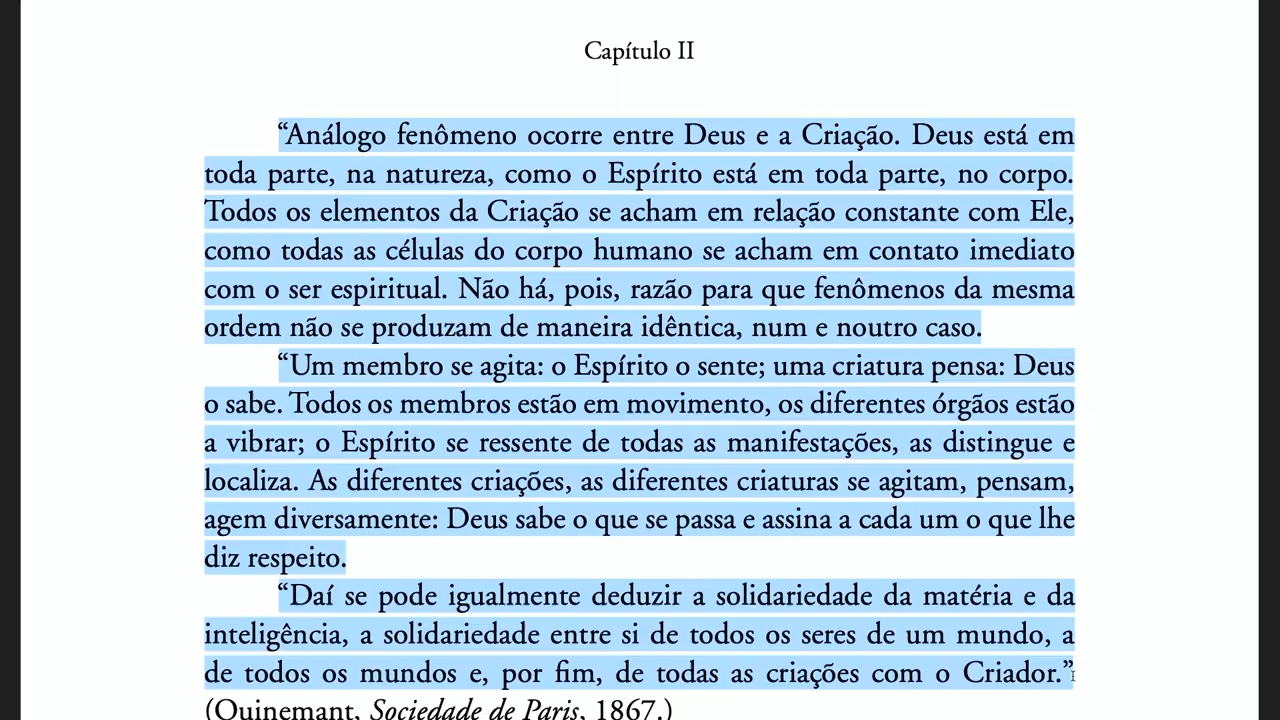 Capítulo II
“Análogo fenômeno ocorre entre Deus e a Criação. Deus está em
toda parte, na natureza, como o Espírito está em toda parte, no corpo.
Todos os elementos da Criação se acham em relação constante com Ele,
como todas as células do corpo humano se acham em contato imediato
com o ser espiritual. Não há, pois, razão para que fenômenos da mesma
ordem não se produzam de maneira idêntica, num e noutro caso.
“Um membro se agita: o Espírito o sente; uma criatura pensa: Deus
o sabe. Todos os membros estão em movimento, os diferentes órgãos estão
a vibrar; o Espírito se ressente de todas as manifestações, as distingue e
localiza. As diferentes criações, as diferentes criaturas se agitam, pensam,
agem diversamente: Deus sabe o que se passa e assina a cada um o que lhe
diz respeito.
“Daí se pode igualmente deduzir a solidariedade da matéria e da
inteligência, a solidariedade entre si de todos os seres de um mundo, a
de todos os mundos e, por fim, de todas as criações com o Criador.”
(Quinemant, Sociedade de Paris, 1867.)